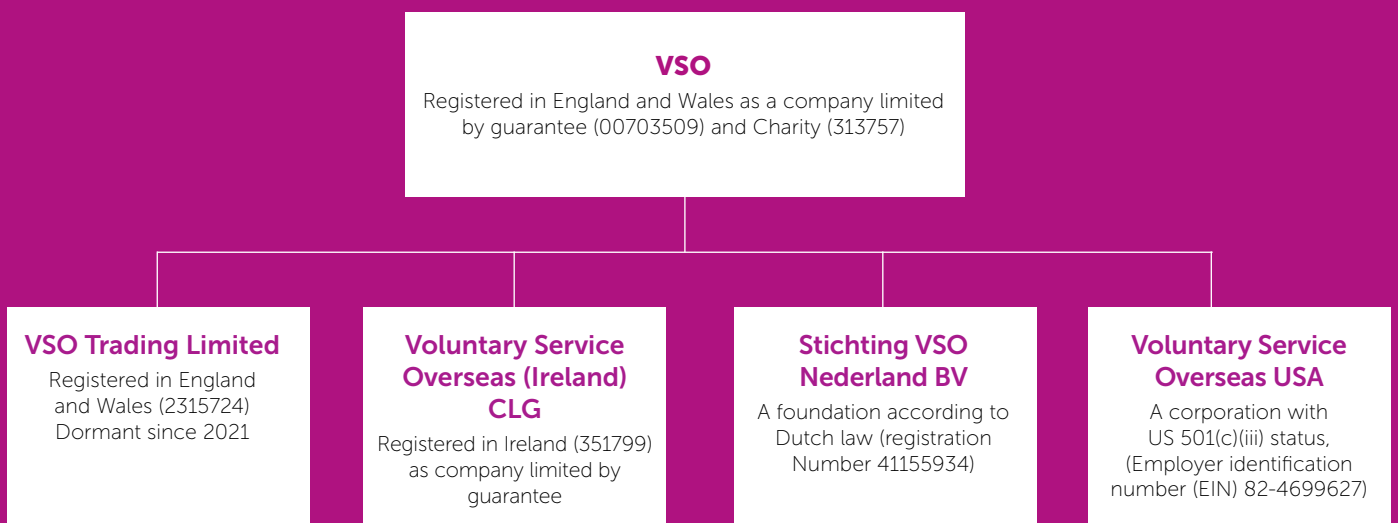 VSO
Registered in England and Wales as a company limited
by guarantee (00703509) and Charity (313757)
VSO Trading Limited
Registered in England
and Wales (2315724)
Dormant since 2021
Voluntary Service
Overseas (Ireland)
CLG
Registered in Ireland (351799)
as company limited by
guarantee
Stichting VSO
Nederland BV
A foundation according to
Dutch law (registration
Number 41155934)
Voluntary Service
Overseas USA
A corporation with
US 501(c)(iii) status,
(Employer identification
number (EIN) 82-4699627)